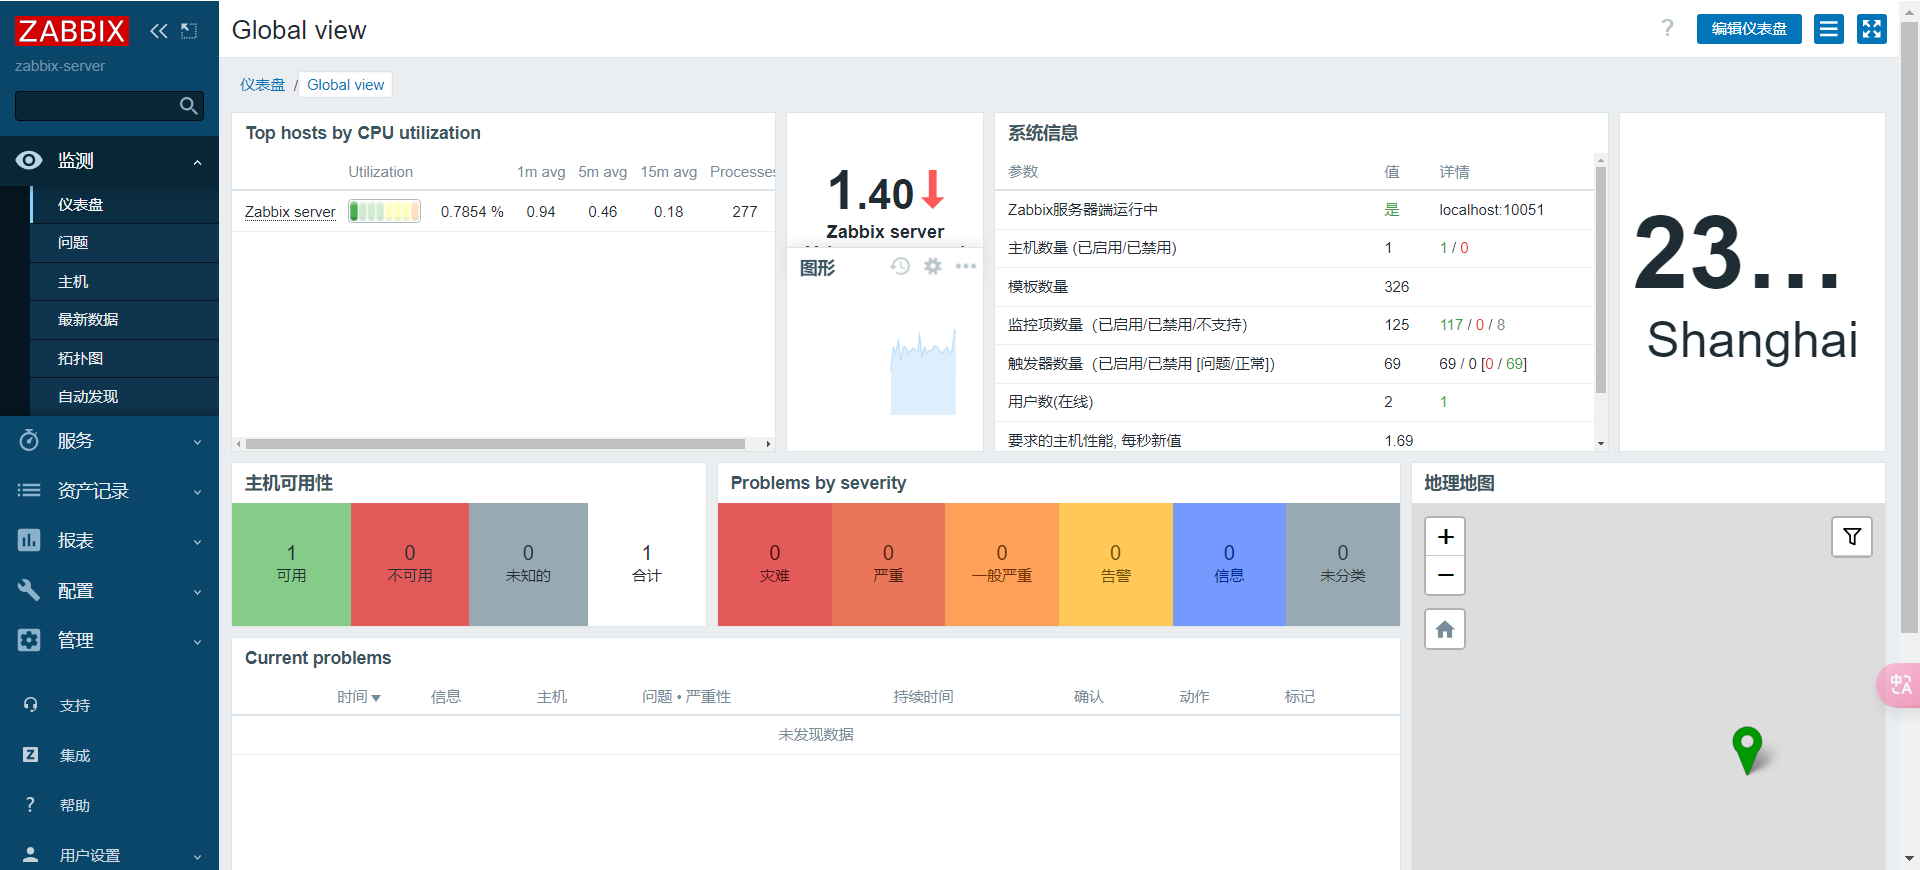 ZABBIX
zabbix-server
监测
仪表盘
问题
主机
最新数据
拓扑图
自动发现
服务
资产记录
报表
配置
管理
支持
集成
? 帮助
用户设置
Global view
?
编辑仪表盘
仪表盘 / Global view
Top hosts by CPU utilization
Utilization 1m avg 5m avg 15m avg Processes
Zabbix server 0.7854 % 0.94 0.46 0.18 277
1.40
Zabbix server
图形
系统信息
参数 值 详情
Zabbix服务器端运行中 是 localhost:10051
主机数量 (已启用/已禁用) 1 1 / 0
模板数量 326
监控项数量 (已启用/已禁用/不支持) 125 117 / 0 / 8
触发器数量 (已启用/已禁用 [问题/正常]) 69 69 / 0 [0 / 69]
用户数(在线) 2 1
要求的主机性能, 每秒新值 1.69
23...
Shanghai
主机可用性
1 0 0 1
可用 不可用 未知的 合计
Problems by severity
0 0 0 0 0 0
灾难 严重 一般严重 告警 信息 未分类
地理地图
+
−
Current problems
时间 信息 主机 问题 • 严重性 持续时间 确认 动作 标记
未发现数据